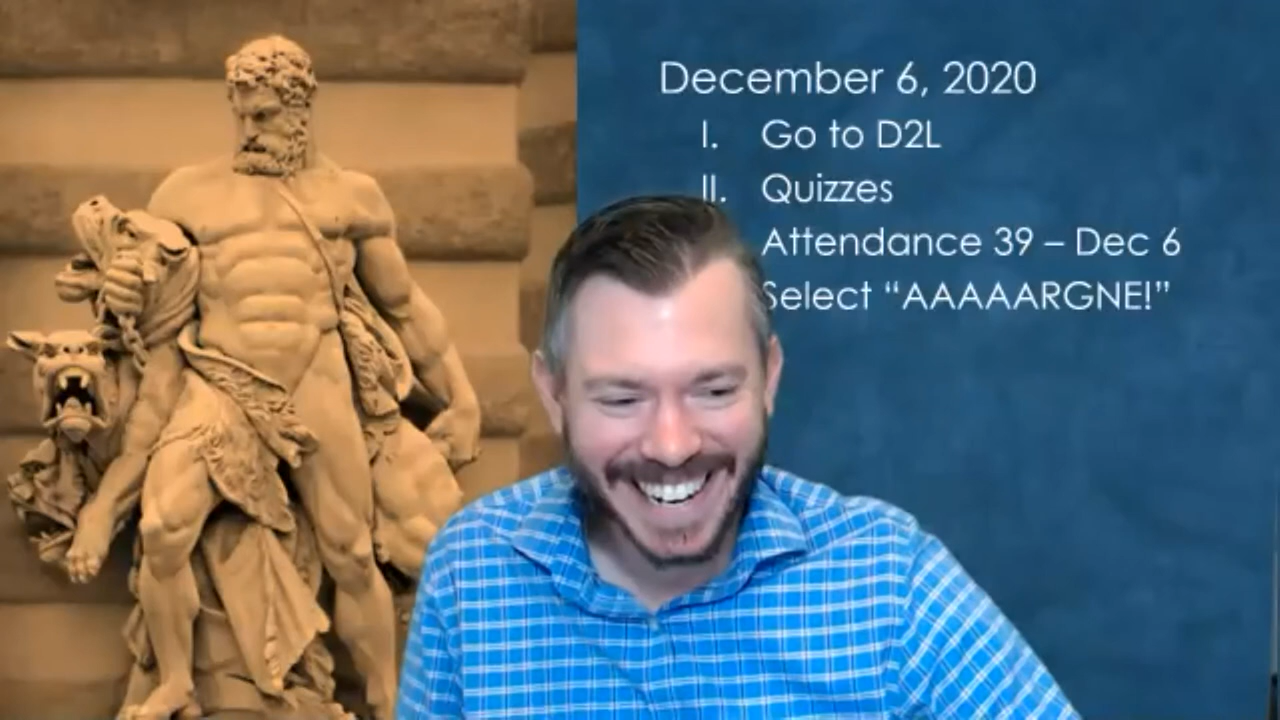 December 6, 2020
I. Go to D2L
II. Quizzes
Attendance 39 – Dec 6
Select “AAAAARGNE!”